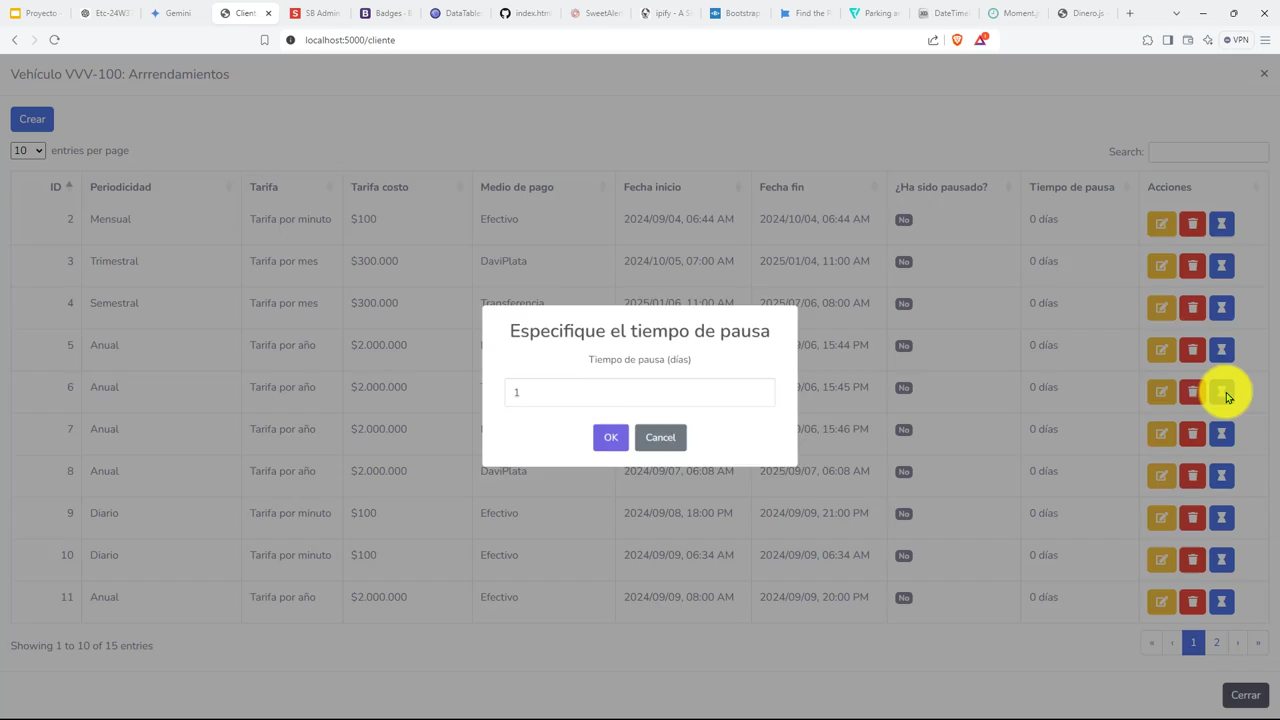 Proyecto
Etc-24W3
Gemini
Client
SB Admin
Badges - B
DataTable
index.htm
SweetAler
ipify - A S
Bootstrap
Find the P
Parking a
DateTime
Moment.j
Dinero.js -
localhost:5000/cliente
VPN
Vehículo VVV-100: Arrrendamientos
Crear
10 entries per page
Search:
ID Periodicidad Tarifa Tarifa costo Medio de pago Fecha inicio Fecha fin ¿Ha sido pausado? Tiempo de pausa Acciones
2 Mensual Tarifa por minuto $100 Efectivo 2024/09/04, 06:44 AM 2024/10/04, 06:44 AM No 0 días
3 Trimestral Tarifa por mes $300.000 DaviPlata 2024/10/05, 07:00 AM 2025/01/04, 11:00 AM No 0 días
4 Semestral Tarifa por mes $300.000 Transferencia 2025/01/06, 11:00 AM 2025/07/06, 08:00 AM No 0 días
5 Anual Tarifa por año $2.000.000 /06, 15:44 PM No 0 días
6 Anual Tarifa por año $2.000.000 /06, 15:45 PM No 0 días
7 Anual Tarifa por año $2.000.000 /06, 15:46 PM No 0 días
8 Anual Tarifa por año $2.000.000 DaviPlata 2024/09/07, 06:08 AM 2025/09/07, 06:08 AM No 0 días
9 Diario Tarifa por minuto $100 Efectivo 2024/09/08, 18:00 PM 2024/09/09, 21:00 PM No 0 días
10 Diario Tarifa por minuto $100 Efectivo 2024/09/09, 06:34 AM 2024/09/09, 06:34 AM No 0 días
11 Anual Tarifa por año $2.000.000 Efectivo 2024/09/09, 08:00 AM 2024/09/09, 20:00 PM No 0 días
Especifique el tiempo de pausa
Tiempo de pausa (días)
1
OK Cancel
Showing 1 to 10 of 15 entries
« ‹ 1 2 › »
Cerrar